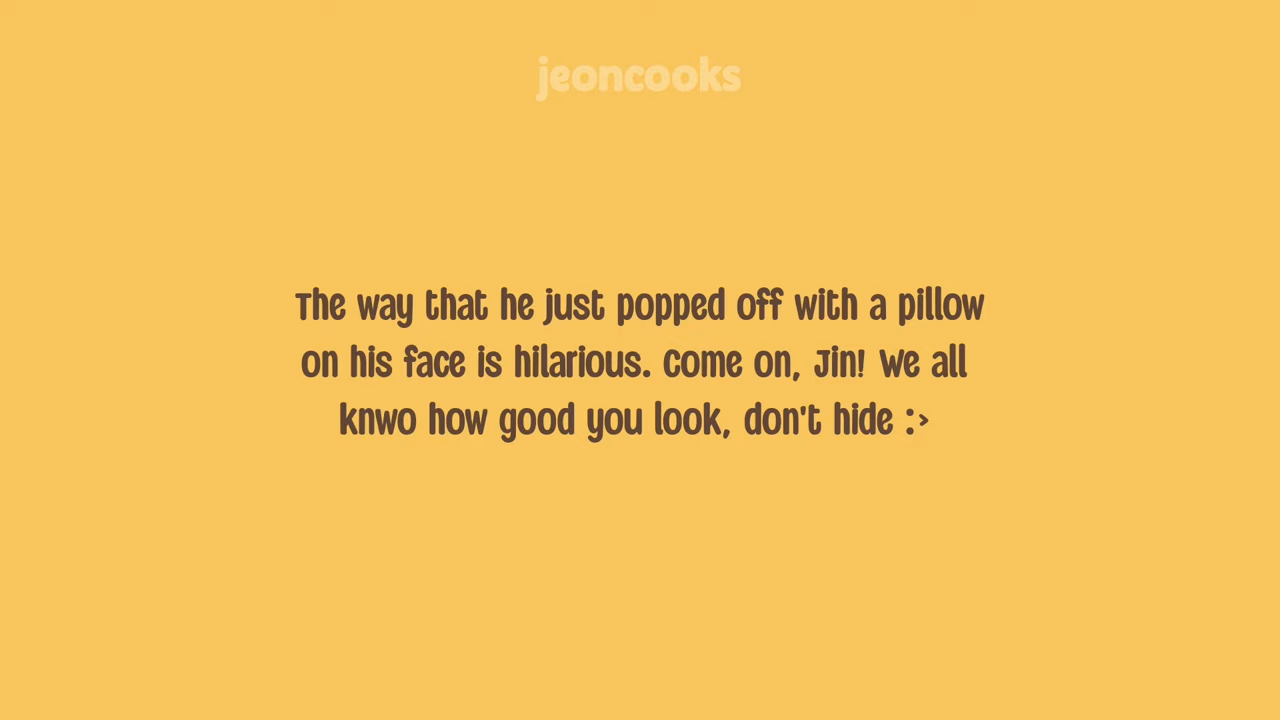 jeoncooks
The way that he just popped off with a pillow
on his face is hilarious. Come on, Jin! We all
knwo how good you look, don't hide :>